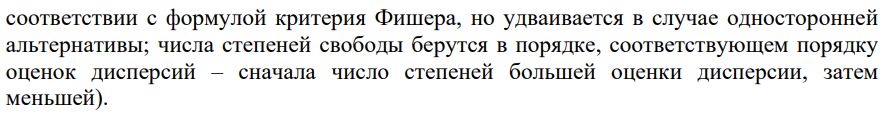 соответствии с формулой критерия Фишера, но удваивается в случае односторонней
альтернативы; числа степеней свободы берутся в порядке, соответствующем порядку
оценок дисперсий – сначала число степеней большей оценки дисперсии, затем
меньшей).